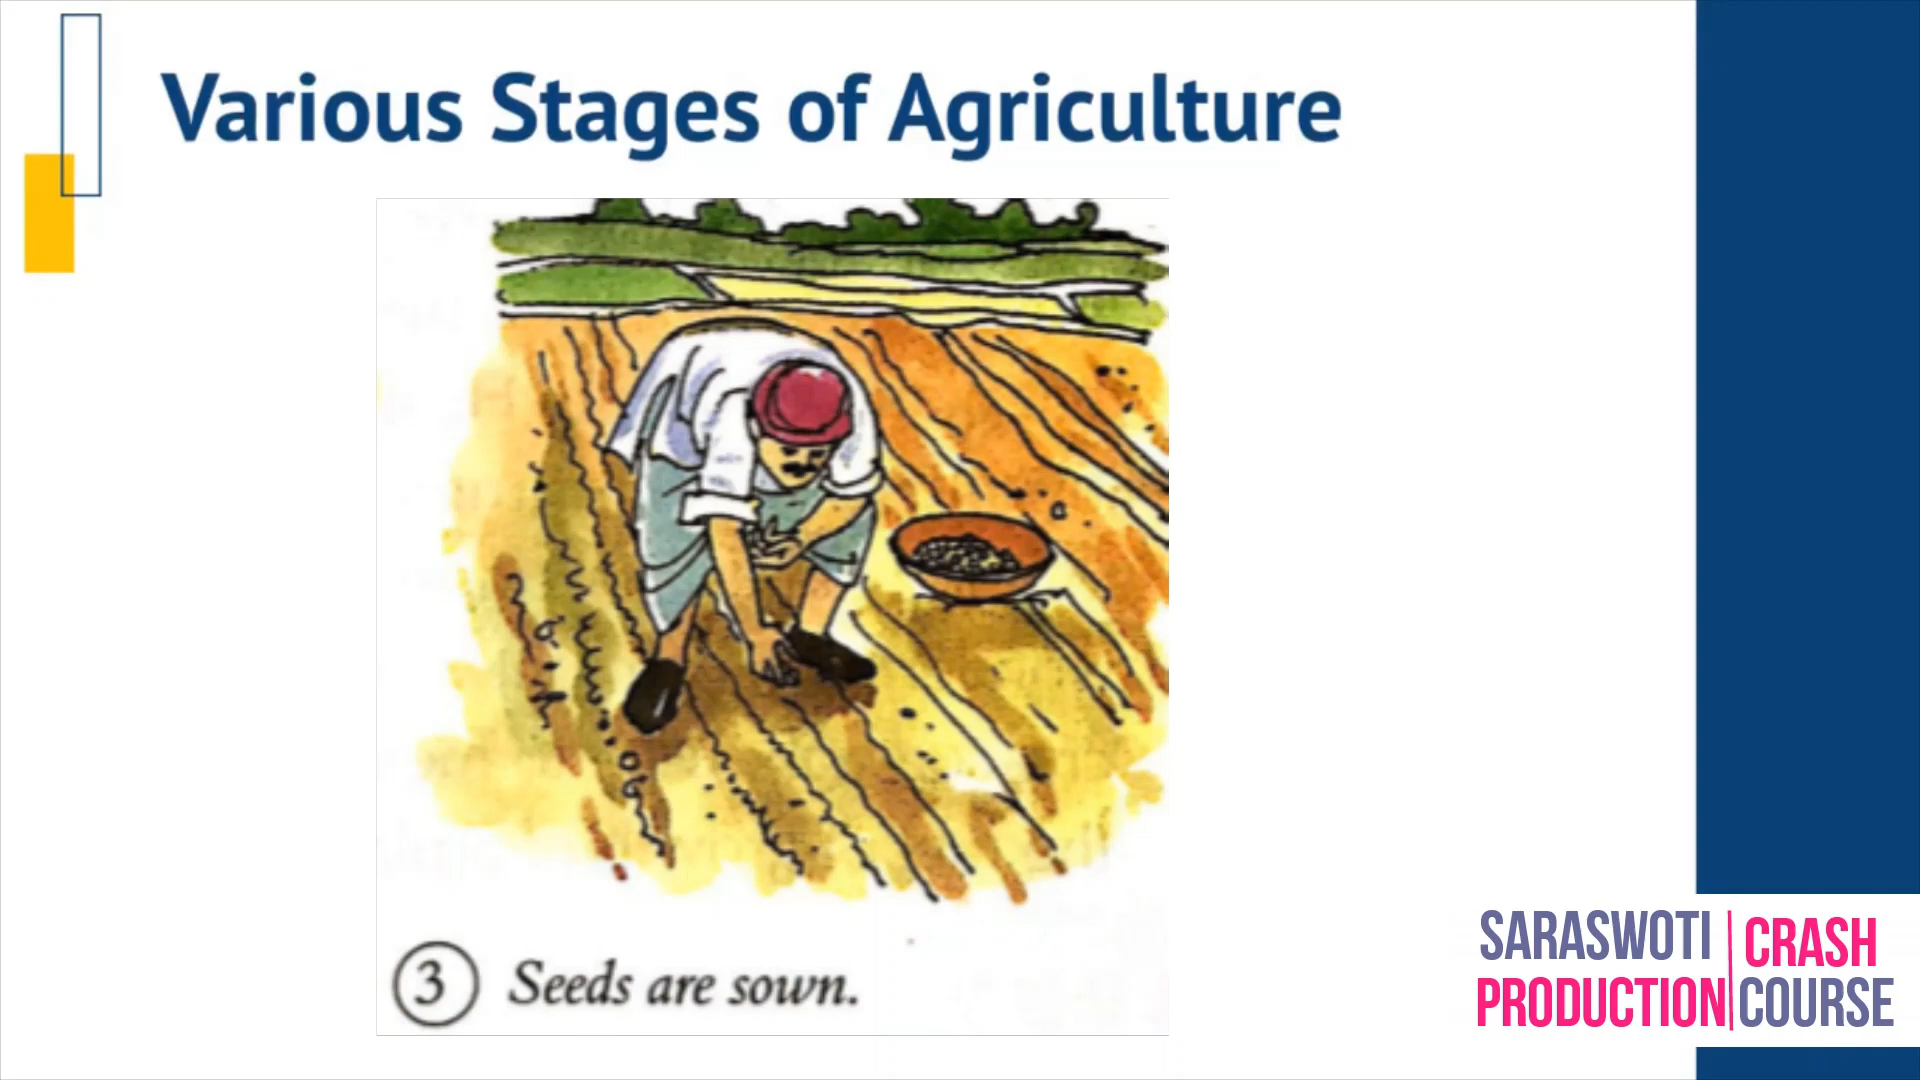 Various Stages of Agriculture
3 Seeds are sown.
SARASWOTI CRASH
PRODUCTION COURSE